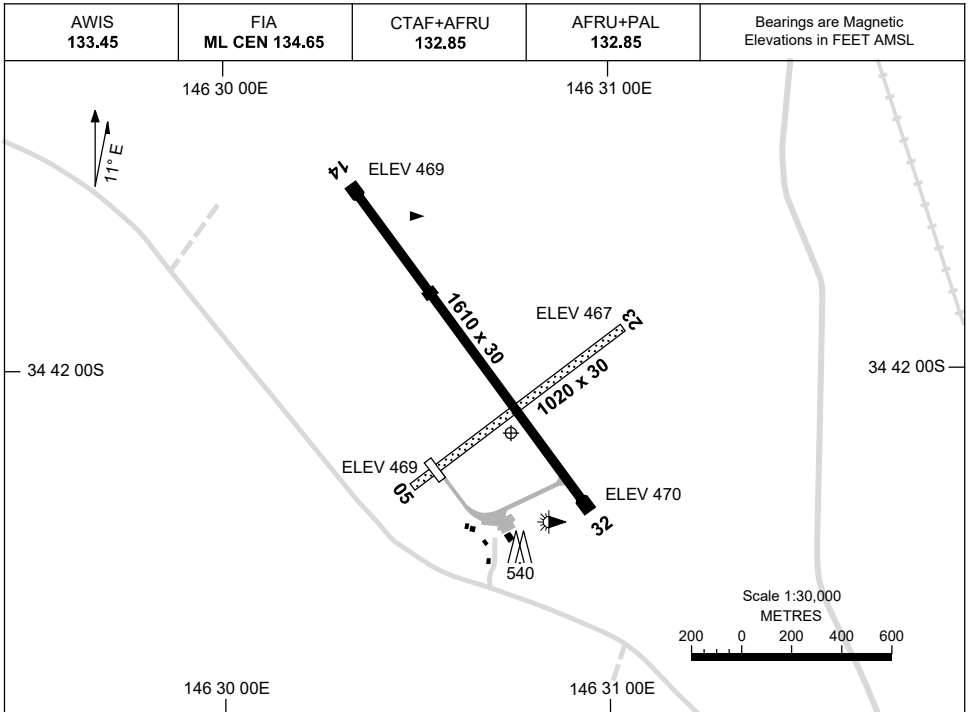 AWIS
133.45
FIA
ML CEN 134.65
CTAF+AFRU
132.85
AFRU+PAL
132.85
Bearings are Magnetic
Elevations in FEET AMSL
146 30 00E
146 31 00E
11° E
14
ELEV 469
1610 x 30
ELEV 467
23
34 42 00S
34 42 00S
1020 x 30
ELEV 469
05
ELEV 470
32
540
Scale 1:30,000
METRES
200 0 200 400 600
146 30 00E
146 31 00E